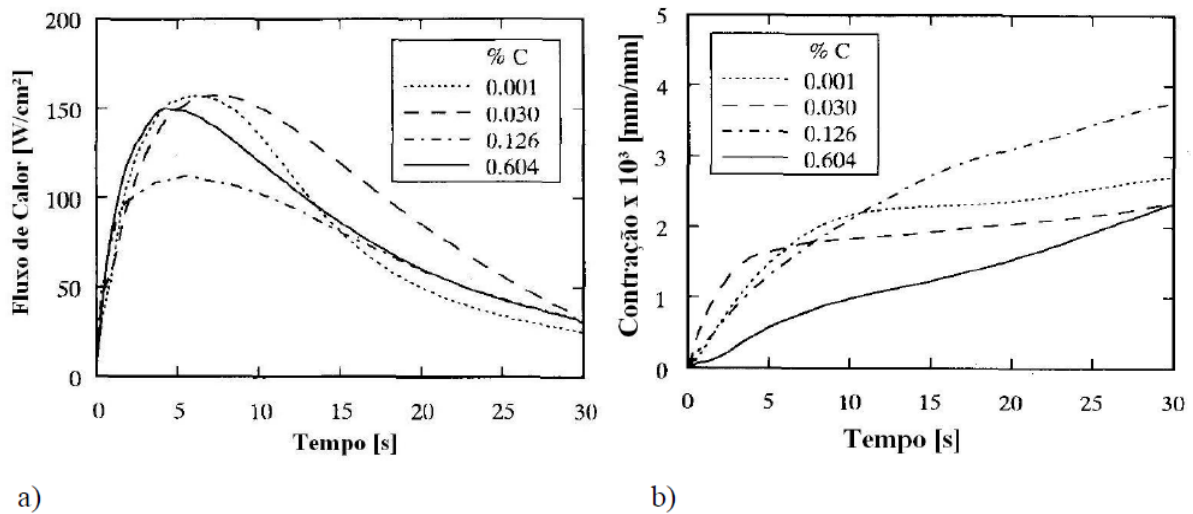 Fluxo de Calor [W/cm²]
200
150
100
50
0
% C
0.001
0.030
0.126
0.604
0 5 10 15 20 25 30
Tempo [s]
a)
Contração x 10³ [mm/mm]
5
4
3
2
1
0
% C
0.001
0.030
0.126
0.604
0 5 10 15 20 25 30
Tempo [s]
b)